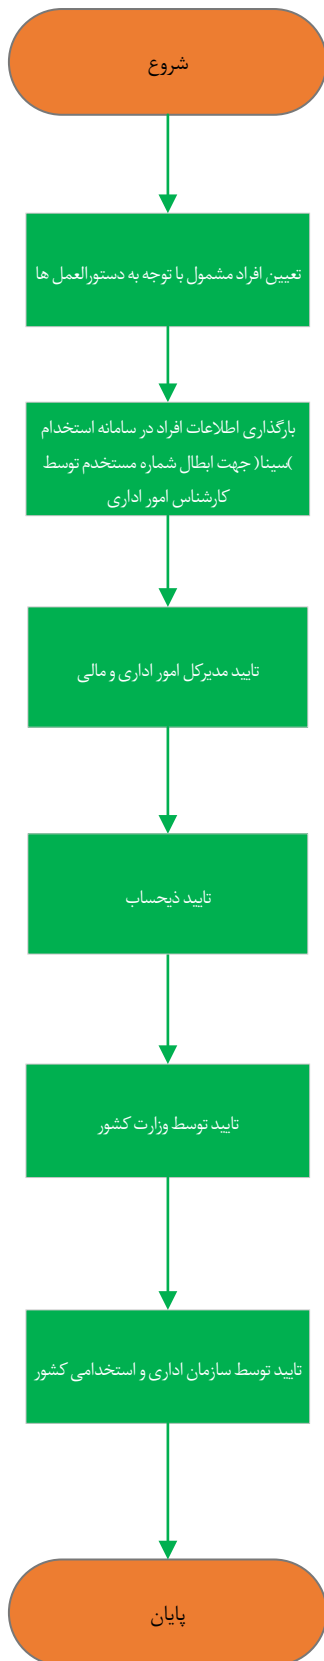 شروع
تعیین افراد مشمول با توجه به دستورالعمل ها
بارگذاری اطلاعات افراد در سامانه استخدام
)سینا( جهت ابطال شماره مستخدم توسط
کارشناس امور اداری
تایید مدیرکل امور اداری و مالی
تایید ذیحساب
تایید توسط وزارت کشور
تایید توسط سازمان اداری و استخدامی کشور
پایان